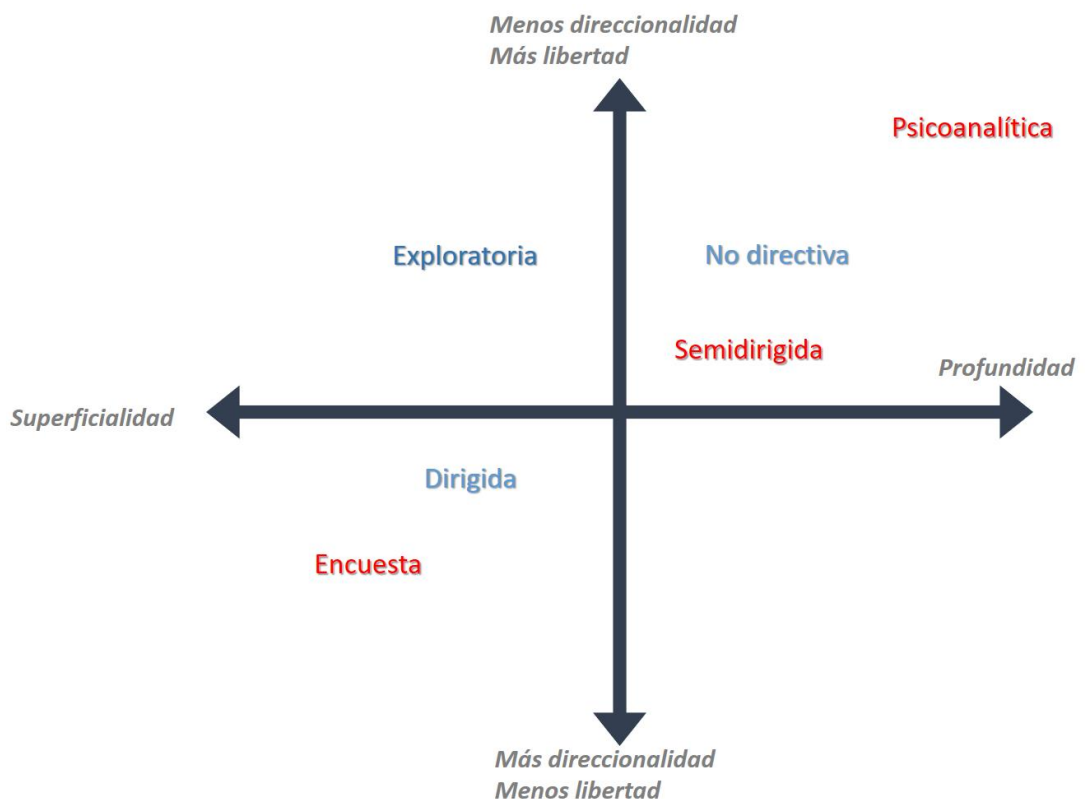 Menos direccionalidad
Más libertad
Psicoanalítica
Exploratoria
No directiva
Semidirigida
Profundidad
Superficialidad
Dirigida
Encuesta
Más direccionalidad
Menos libertad